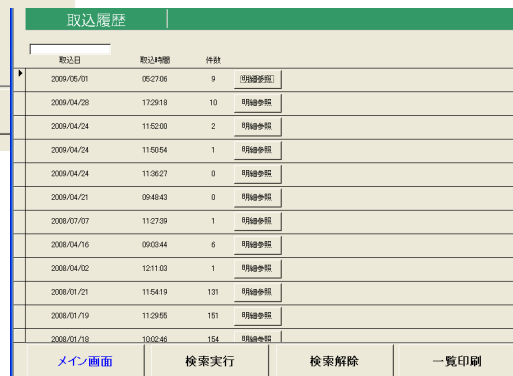 取込履歴
取込日 取込時間 件数
2009/05/01 05:27:06 9 明細参照
2009/04/28 17:29:18 10 明細参照
2009/04/24 11:52:00 2 明細参照
2009/04/24 11:50:54 1 明細参照
2009/04/24 11:36:27 0 明細参照
2009/04/21 09:48:43 0 明細参照
2008/07/07 11:27:39 1 明細参照
2008/04/16 09:03:44 6 明細参照
2008/04/02 12:11:03 1 明細参照
2008/01/21 11:54:19 131 明細参照
2008/01/19 11:29:55 151 明細参照
2008/01/18 10:02:46 154 明細参照
メイン画面 検索実行 検索解除 一覧印刷